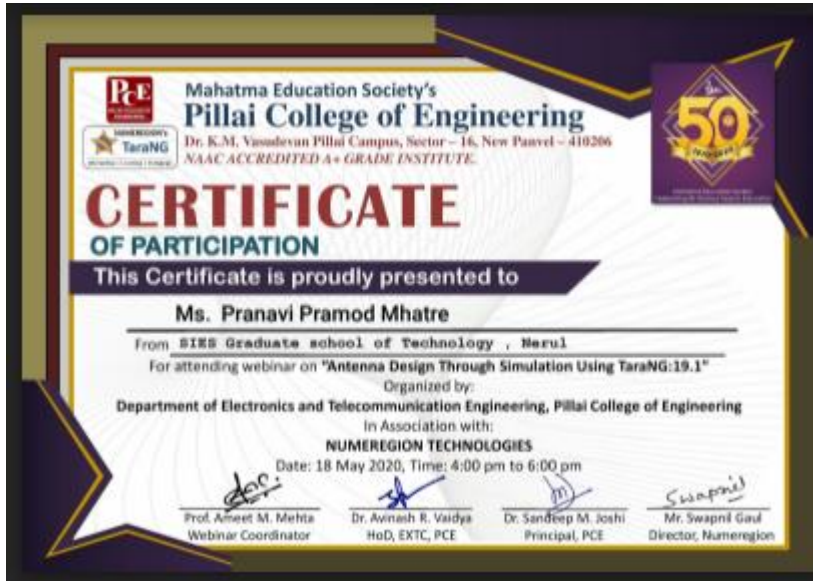 PCE
Mahatma Education Society's
Pillai College of Engineering
Dr. K.M. Vasudevan Pillai Campus, Sector – 16, New Panvel – 410206
NAAC ACCREDITED A+ GRADE INSTITUTE.
NUMEREGION's
TaraNG
50
CERTIFICATE
OF PARTICIPATION
This Certificate is proudly presented to
Ms. Pranavi Pramod Mhatre
From SIES Graduate school of Technology , Nerul
For attending webinar on "Antenna Design Through Simulation Using TaraNG:19.1"
Organized by:
Department of Electronics and Telecommunication Engineering, Pillai College of Engineering
In Association with:
NUMEREGION TECHNOLOGIES
Date: 18 May 2020, Time: 4:00 pm to 6:00 pm
Swapnil
Prof. Ameet M. Mehta
Webinar Coordinator
Dr. Avinash R. Vaidya
HoD, EXTC, PCE
Dr. Sandeep M. Joshi
Principal, PCE
Mr. Swapnil Gaul
Director, Numeregion